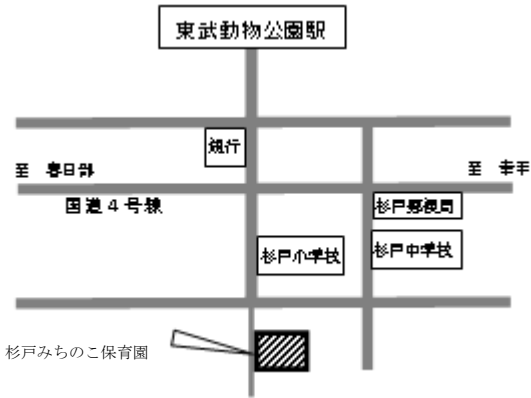 東武動物公園駅
銀行
至 春日部
至 幸手
国道4号線
杉戸郵便局
杉戸小学校
杉戸中学校
杉戸みちのこ保育園